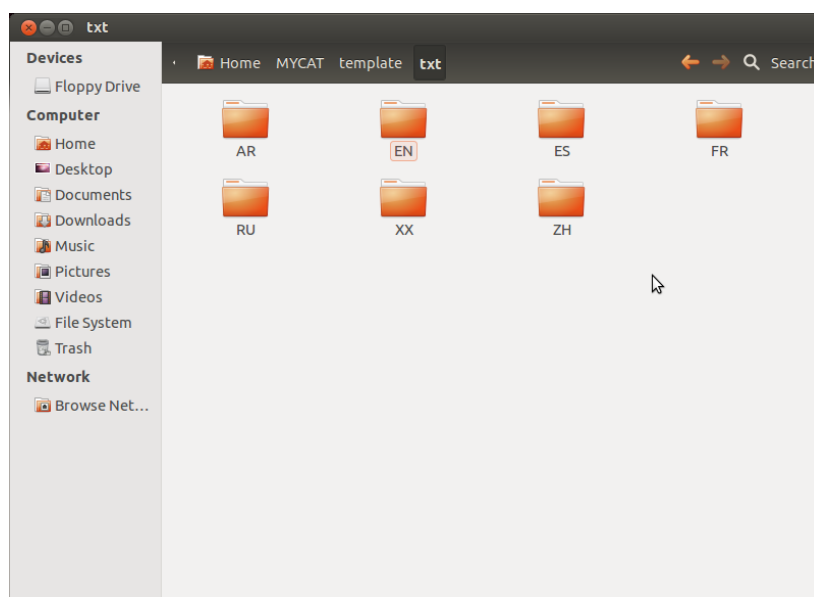 txt
Devices
Floppy Drive
Computer
Home
Desktop
Documents
Downloads
Music
Pictures
Videos
File System
Trash
Network
Browse Net...
Home MYCAT template txt Search
AR EN ES FR
RU XX ZH